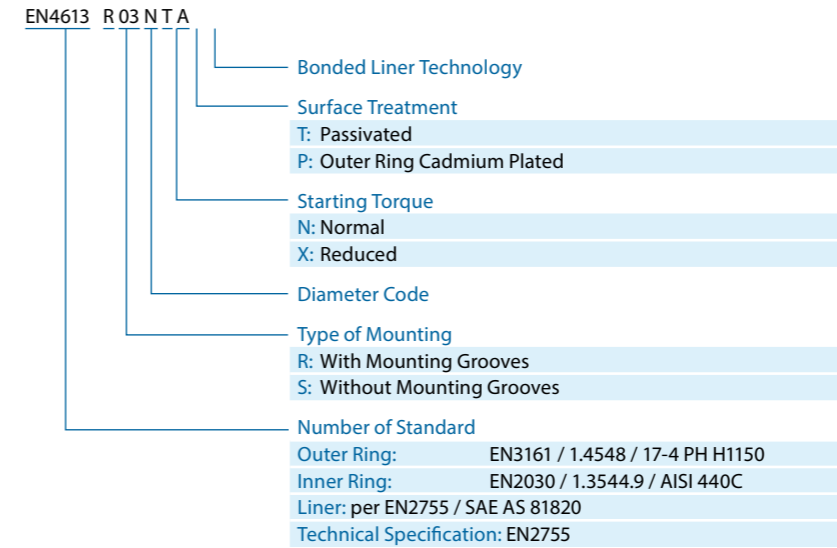 EN4613 R 03 N T A
Bonded Liner Technology
Surface Treatment
T: Passivated
P: Outer Ring Cadmium Plated
Starting Torque
N: Normal
X: Reduced
Diameter Code
Type of Mounting
R: With Mounting Grooves
S: Without Mounting Grooves
Number of Standard
Outer Ring: EN3161 / 1.4548 / 17-4 PH H1150
Inner Ring: EN2030 / 1.3544.9 / AISI 440C
Liner: per EN2755 / SAE AS 81820
Technical Specification: EN2755